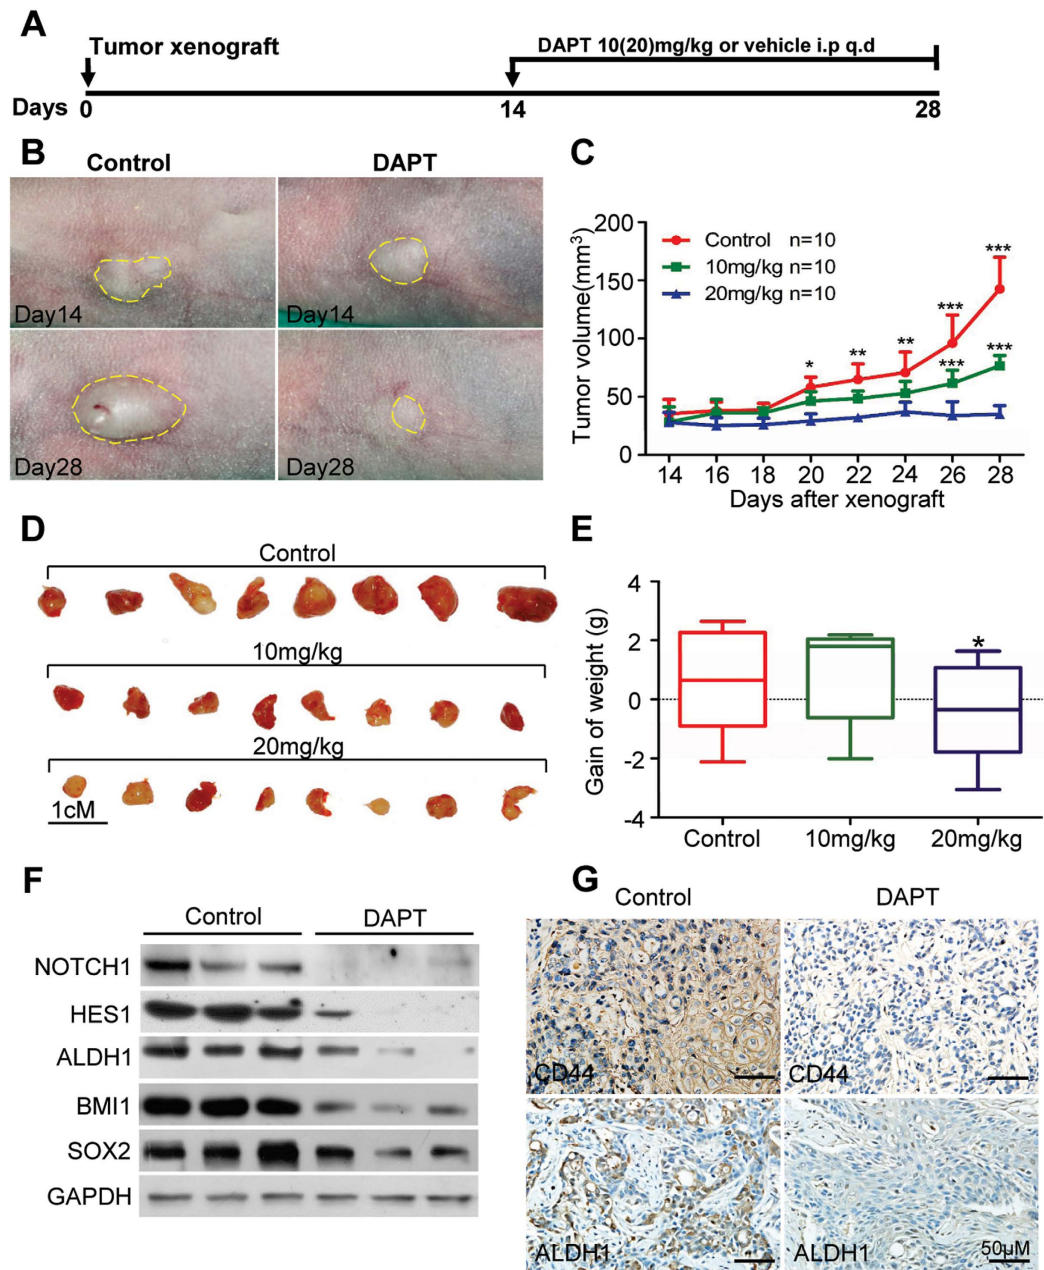 A
Tumor xenograft
DAPT 10(20)mg/kg or vehicle i.p q.d
Days 0 14 28
B
Control DAPT
Day14 Day14
Day28 Day28
C
Tumor volume(mm3)
200
150
100
50
0
Control n=10
10mg/kg n=10
20mg/kg n=10
* ** ** *** ***
*** ***
14 16 18 20 22 24 26 28
Days after xenograft
D
Control
10mg/kg
20mg/kg
1cM
E
Gain of weight (g)
4
2
0
-2
-4
*
Control 10mg/kg 20mg/kg
F
Control DAPT
NOTCH1
HES1
ALDH1
BMI1
SOX2
GAPDH
G
Control DAPT
CD44 CD44
ALDH1 ALDH1 50μM